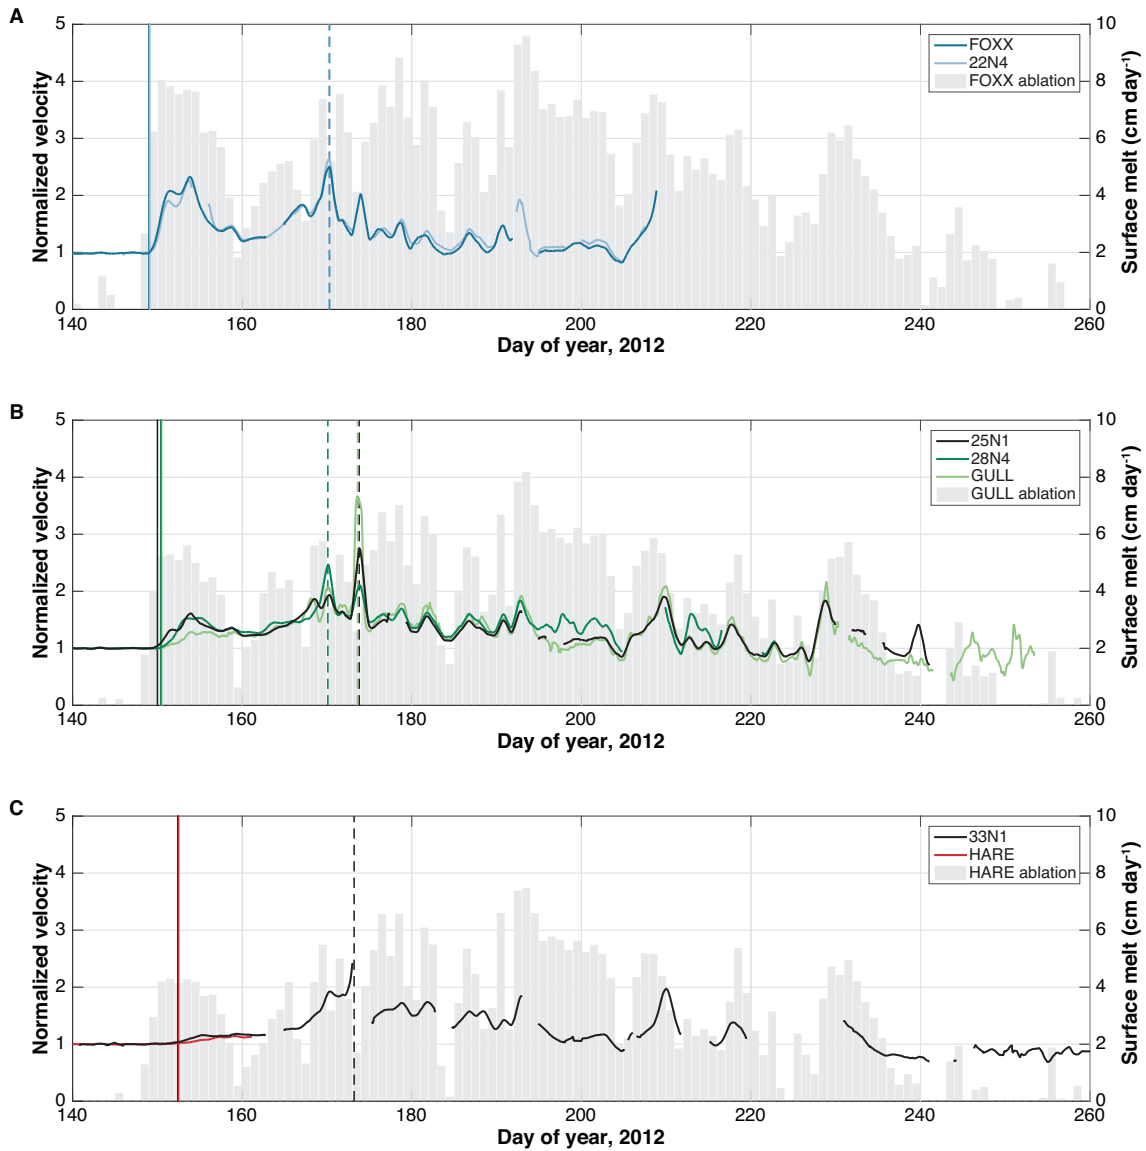 A
5
4
3
2
1
0
Normalized velocity
10
8
6
4
2
0
Surface melt (cm day⁻¹)
FOXX
22N4
FOXX ablation
140 160 180 200 220 240 260
Day of year, 2012
B
5
4
3
2
1
0
Normalized velocity
10
8
6
4
2
0
Surface melt (cm day⁻¹)
25N1
28N4
GULL
GULL ablation
140 160 180 200 220 240 260
Day of year, 2012
C
5
4
3
2
1
0
Normalized velocity
10
8
6
4
2
0
Surface melt (cm day⁻¹)
33N1
HARE
HARE ablation
140 160 180 200 220 240 260
Day of year, 2012